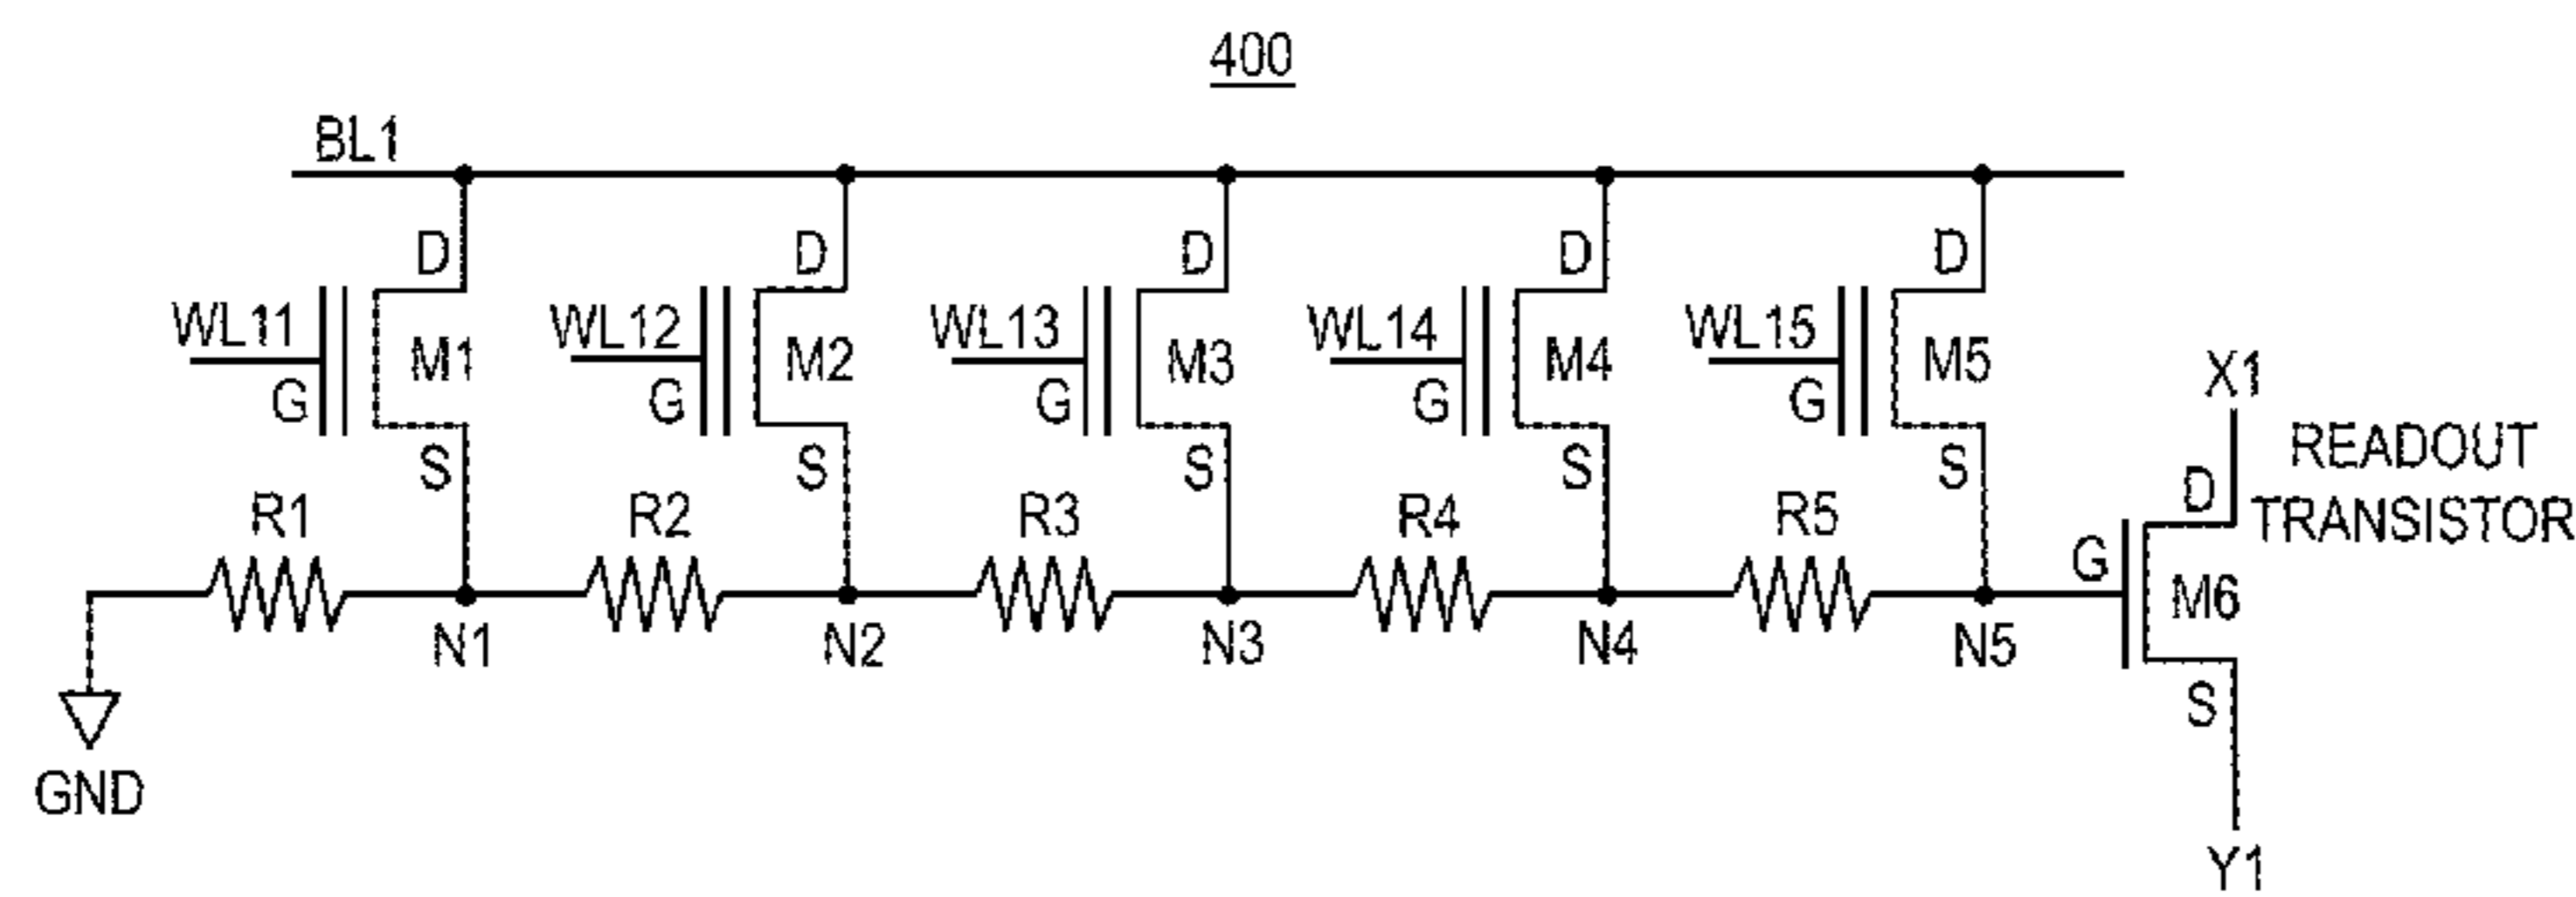 400
BL1
D D D D D
WL11 M1 WL12 M2 WL13 M3 WL14 M4 WL15 M5
G G G G G
X1
S S S S S
READOUT
D
TRANSISTOR
R1 R2 R3 R4 R5
G
M6
N1 N2 N3 N4 N5
S
GND
Y1